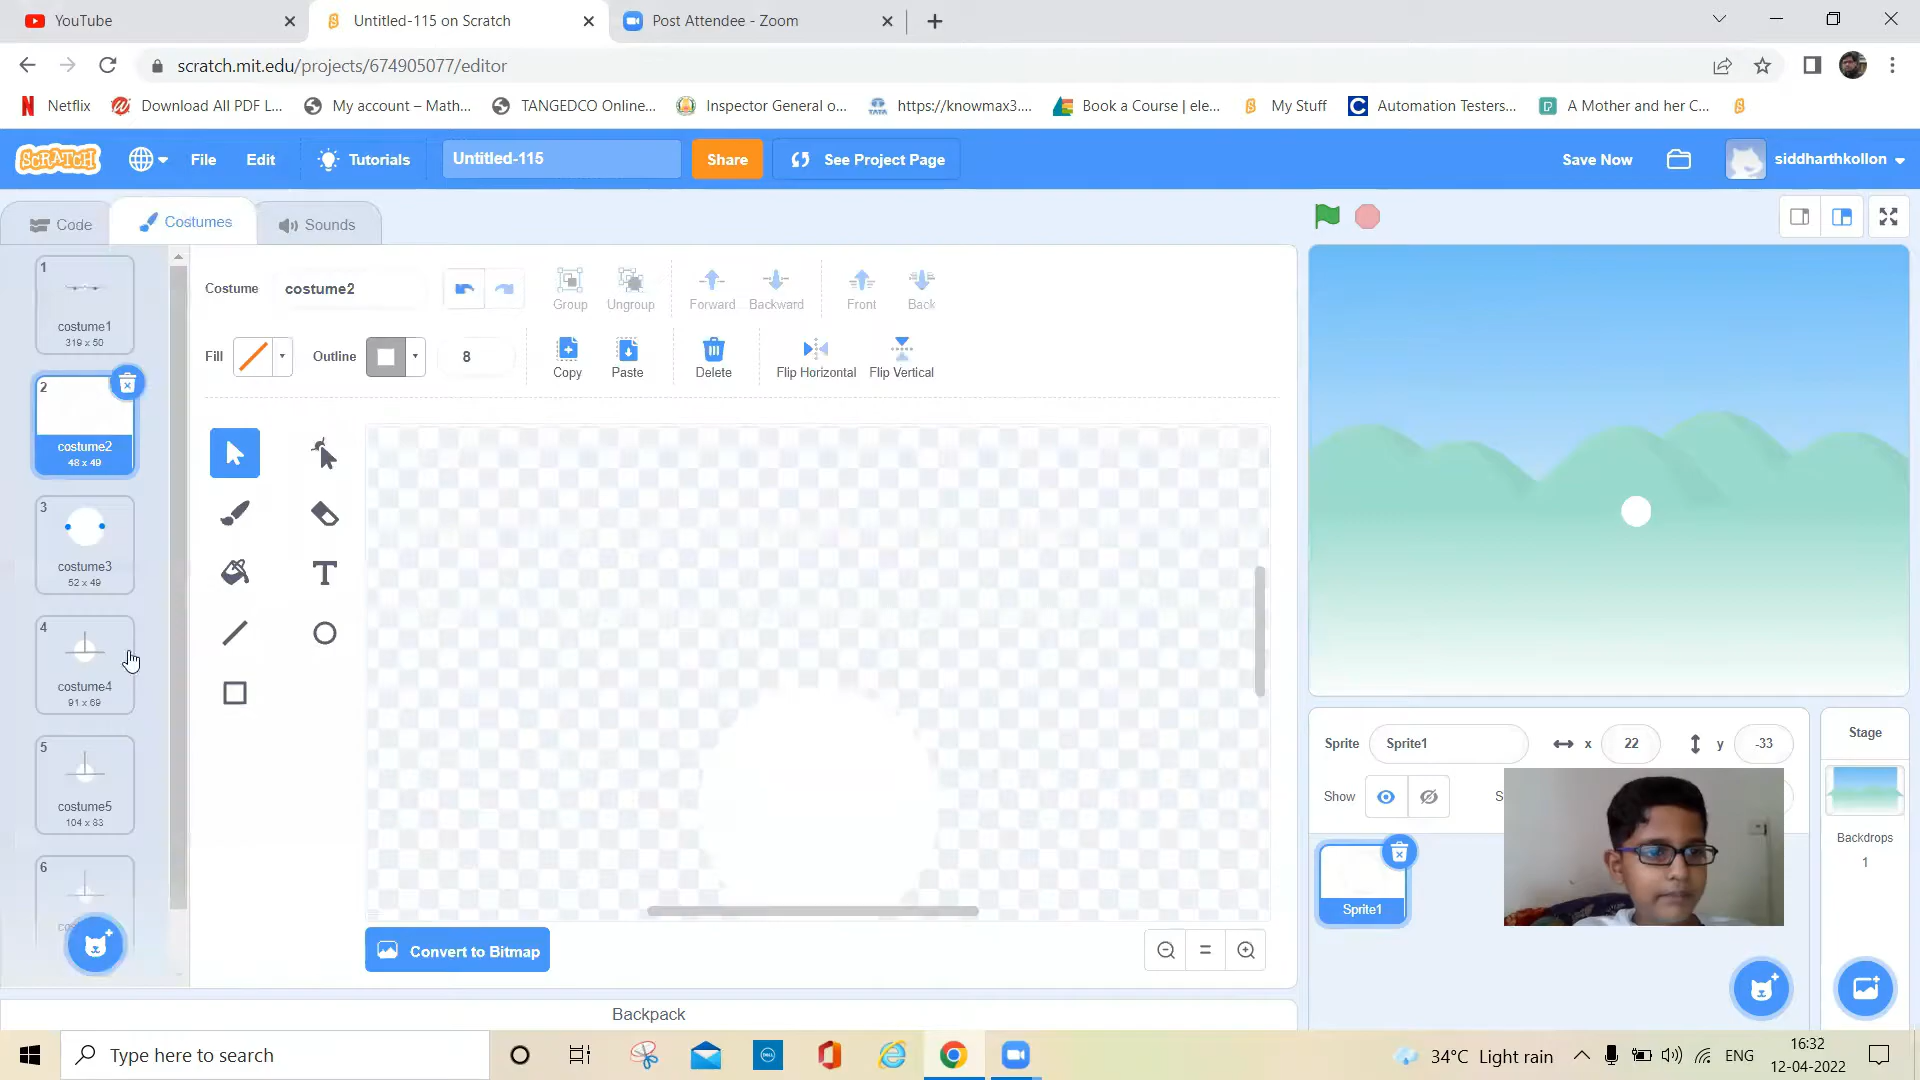 YouTube
Untitled-115 on Scratch
Post Attendee - Zoom
scratch.mit.edu/projects/674905077/editor
Netflix
Download All PDF L...
My account – Math...
TANGEDCO Online...
Inspector General o...
https://knowmax3....
Book a Course | ele...
My Stuff
Automation Testers...
A Mother and her C...
SCRATCH
File
Edit
Tutorials
Untitled-115
Share
See Project Page
Save Now
siddharthkollon
Code
Costumes
Sounds
1
costume1
319 x 50
2
costume2
48 x 49
3
costume3
52 x 49
4
costume4
91 x 69
5
costume5
104 x 83
6
Costume
costume2
Group
Ungroup
Forward
Backward
Front
Back
Fill
Outline
8
Copy
Paste
Delete
Flip Horizontal
Flip Vertical
T
Convert to Bitmap
Backpack
Sprite
Sprite1
x
22
y
-33
Show
S
Sprite1
Stage
Backdrops
1
Type here to search
34°C Light rain
ENG
16:32
12-04-2022